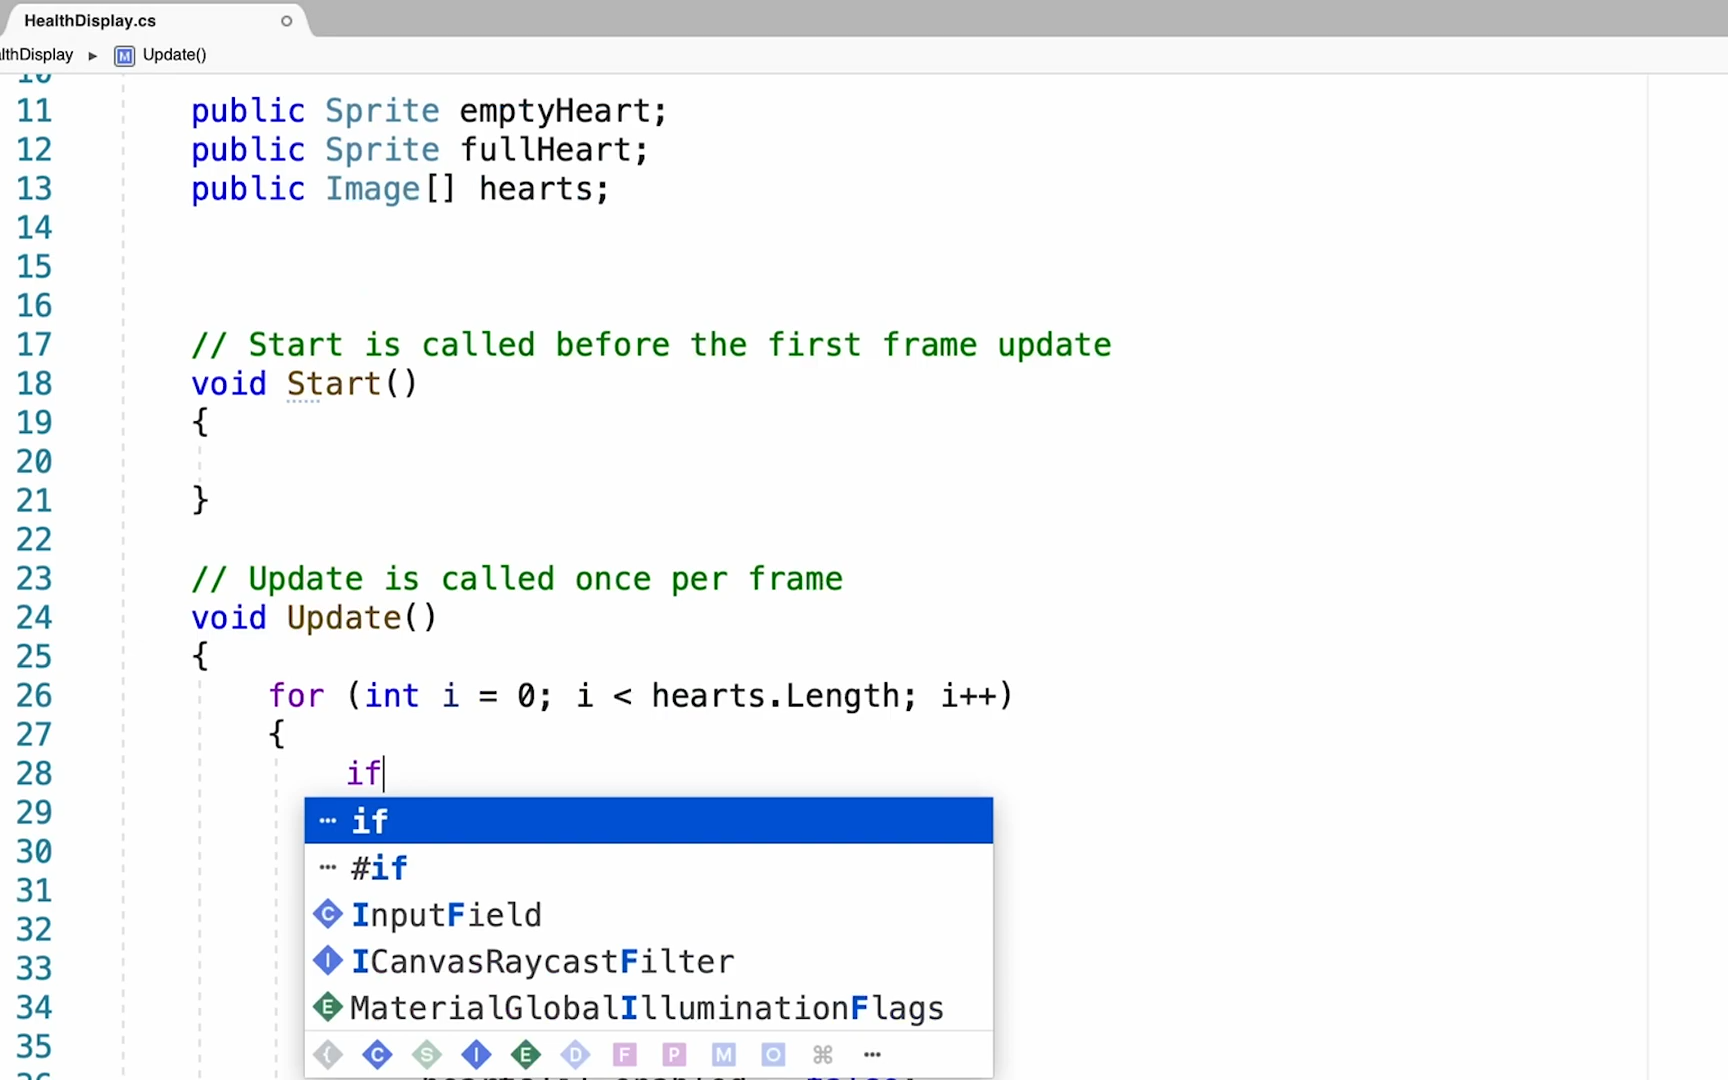 HealthDisplay.cs
lthDisplay ▶ M Update()
10
11 public Sprite emptyHeart;
12 public Sprite fullHeart;
13 public Image[] hearts;
14
15
16
17 // Start is called before the first frame update
18 void Start()
19 {
20
21 }
22
23 // Update is called once per frame
24 void Update()
25 {
26 for (int i = 0; i < hearts.Length; i++)
27 {
28 if
29 ··· if
30 ··· #if
31 C InputField
32 I ICanvasRaycastFilter
33
34 E MaterialGlobalIlluminationFlags
35 { C S I E D F P M O ⌘ ···